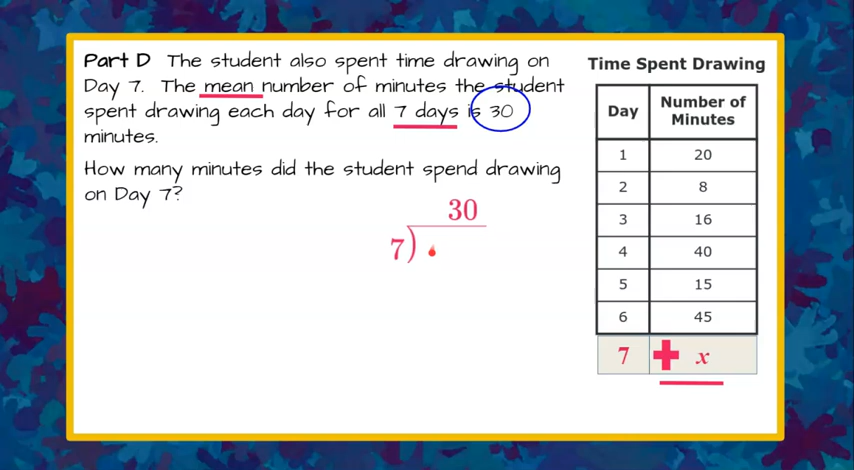 Part D The student also spent time drawing on
Day 7. The mean number of minutes the student
spent drawing each day for all 7 days is 30
minutes.
How many minutes did the student spend drawing
on Day 7?
30
7)
Time Spent Drawing
Day Number of
Minutes
1 20
2 8
3 16
4 40
5 15
6 45
7 + x